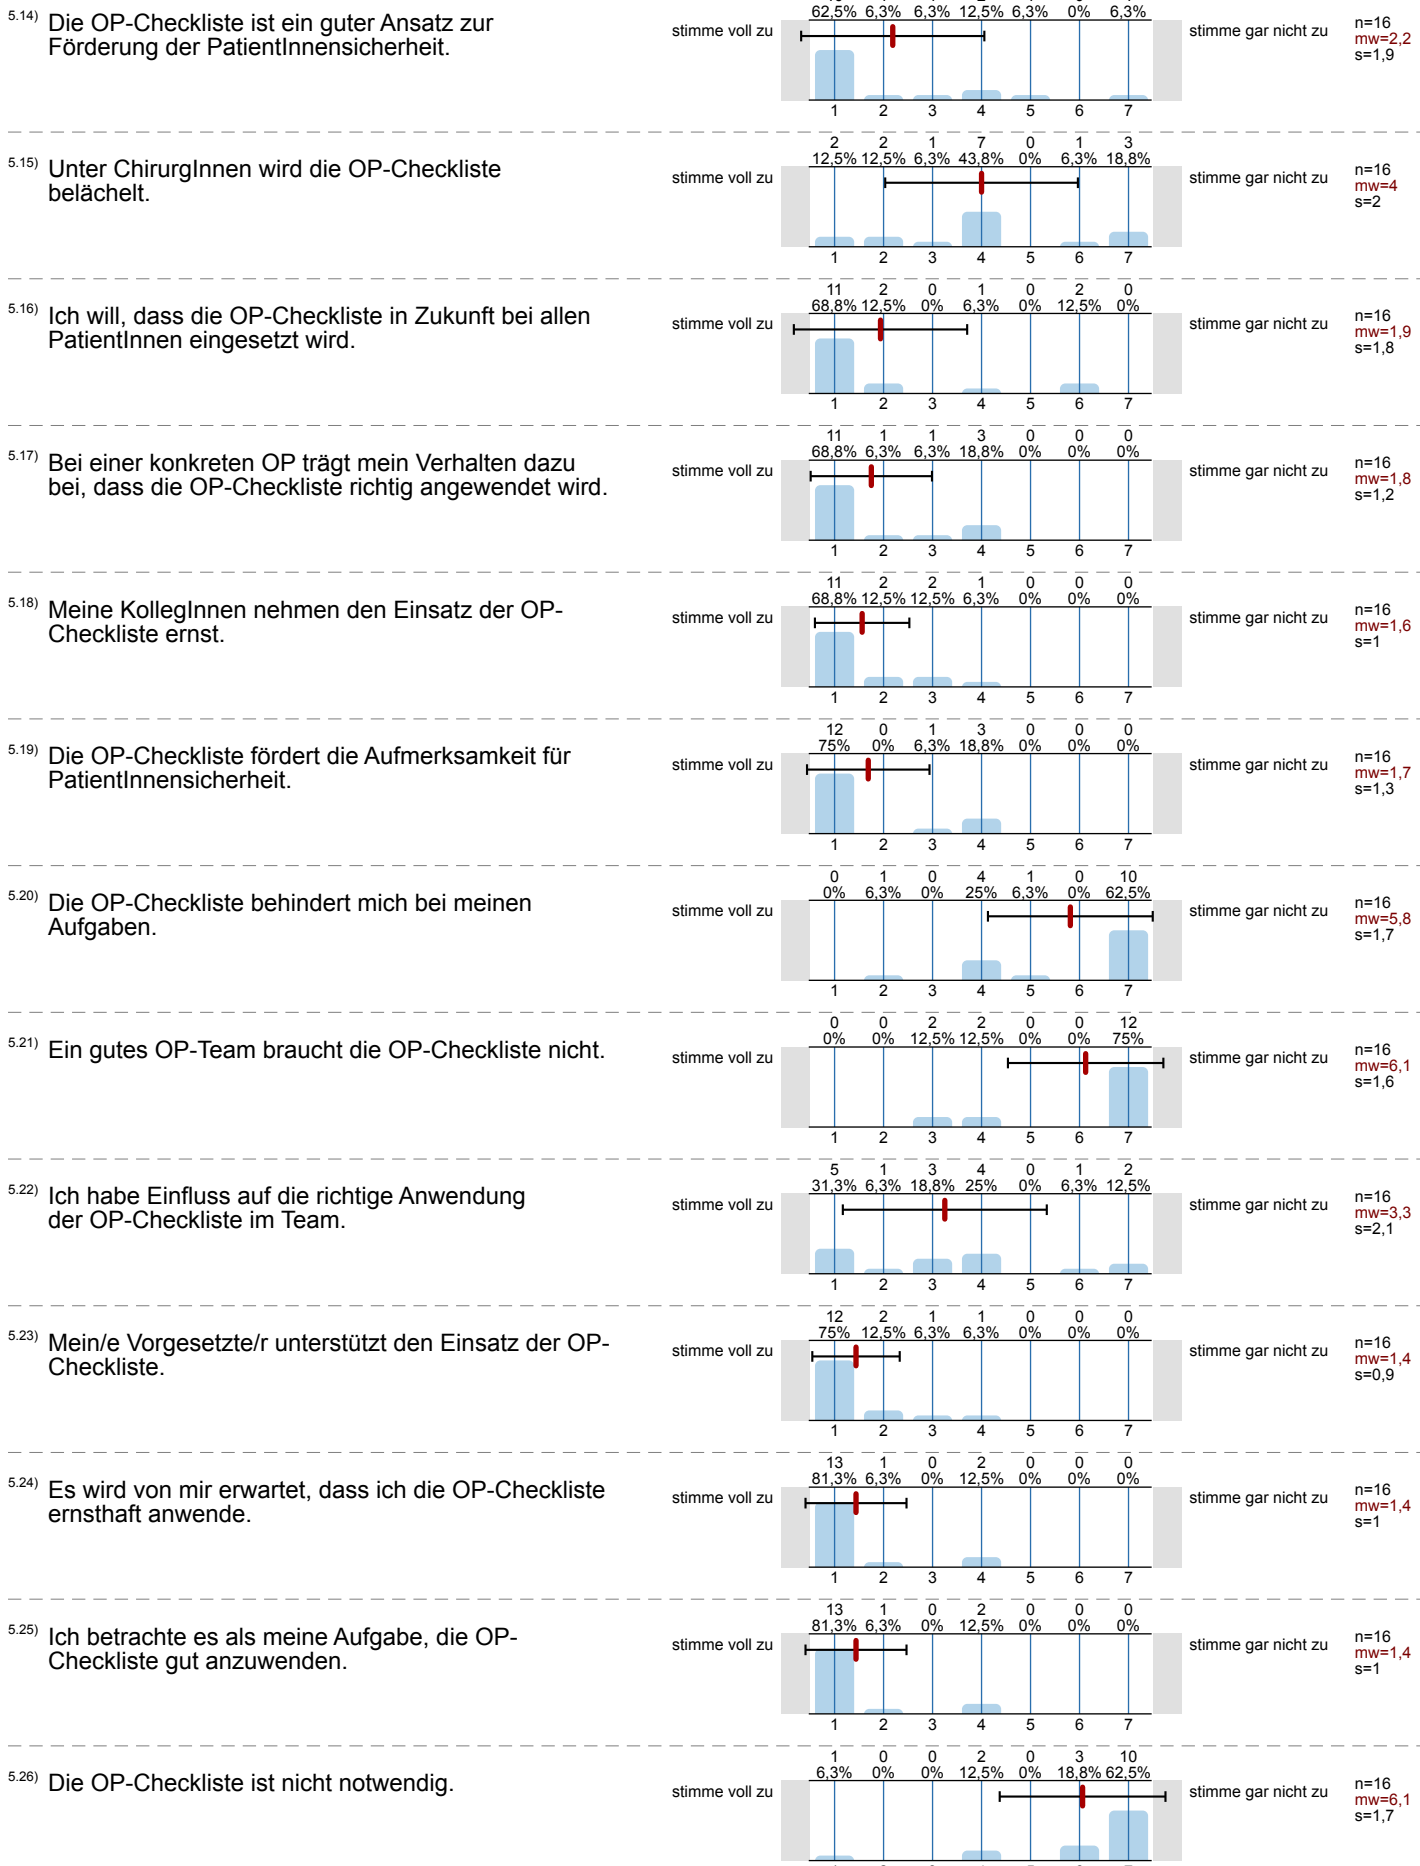 62,5% 6,3% 6,3% 12,5% 6,3% 0% 6,3%
5.14) Die OP-Checkliste ist ein guter Ansatz zur
Förderung der PatientInnensicherheit.
stimme voll zu
stimme gar nicht zu
n=16
mw=2,2
s=1,9
1 2 3 4 5 6 7
2 2 1 7 0 1 3
12,5% 12,5% 6,3% 43,8% 0% 6,3% 18,8%
5.15) Unter ChirurgInnen wird die OP-Checkliste
belächelt.
stimme voll zu
stimme gar nicht zu
n=16
mw=4
s=2
1 2 3 4 5 6 7
11 2 0 1 0 2 0
68,8% 12,5% 0% 6,3% 0% 12,5% 0%
5.16) Ich will, dass die OP-Checkliste in Zukunft bei allen
PatientInnen eingesetzt wird.
stimme voll zu
stimme gar nicht zu
n=16
mw=1,9
s=1,8
1 2 3 4 5 6 7
11 1 1 3 0 0 0
68,8% 6,3% 6,3% 18,8% 0% 0% 0%
5.17) Bei einer konkreten OP trägt mein Verhalten dazu
bei, dass die OP-Checkliste richtig angewendet wird.
stimme voll zu
stimme gar nicht zu
n=16
mw=1,8
s=1,2
1 2 3 4 5 6 7
11 2 2 1 0 0 0
68,8% 12,5% 12,5% 6,3% 0% 0% 0%
5.18) Meine KollegInnen nehmen den Einsatz der OP-
Checkliste ernst.
stimme voll zu
stimme gar nicht zu
n=16
mw=1,6
s=1
1 2 3 4 5 6 7
12 0 1 3 0 0 0
75% 0% 6,3% 18,8% 0% 0% 0%
5.19) Die OP-Checkliste fördert die Aufmerksamkeit für
PatientInnensicherheit.
stimme voll zu
stimme gar nicht zu
n=16
mw=1,7
s=1,3
1 2 3 4 5 6 7
0 1 0 4 1 0 10
0% 6,3% 0% 25% 6,3% 0% 62,5%
5.20) Die OP-Checkliste behindert mich bei meinen
Aufgaben.
stimme voll zu
stimme gar nicht zu
n=16
mw=5,8
s=1,7
1 2 3 4 5 6 7
0 0 2 2 0 0 12
0% 0% 12,5% 12,5% 0% 0% 75%
5.21) Ein gutes OP-Team braucht die OP-Checkliste nicht.
stimme voll zu
stimme gar nicht zu
n=16
mw=6,1
s=1,6
1 2 3 4 5 6 7
5 1 3 4 0 1 2
31,3% 6,3% 18,8% 25% 0% 6,3% 12,5%
5.22) Ich habe Einfluss auf die richtige Anwendung
der OP-Checkliste im Team.
stimme voll zu
stimme gar nicht zu
n=16
mw=3,3
s=2,1
1 2 3 4 5 6 7
12 2 1 1 0 0 0
75% 12,5% 6,3% 6,3% 0% 0% 0%
5.23) Mein/e Vorgesetzte/r unterstützt den Einsatz der OP-
Checkliste.
stimme voll zu
stimme gar nicht zu
n=16
mw=1,4
s=0,9
1 2 3 4 5 6 7
13 1 0 2 0 0 0
81,3% 6,3% 0% 12,5% 0% 0% 0%
5.24) Es wird von mir erwartet, dass ich die OP-Checkliste
ernsthaft anwende.
stimme voll zu
stimme gar nicht zu
n=16
mw=1,4
s=1
1 2 3 4 5 6 7
13 1 0 2 0 0 0
81,3% 6,3% 0% 12,5% 0% 0% 0%
5.25) Ich betrachte es als meine Aufgabe, die OP-
Checkliste gut anzuwenden.
stimme voll zu
stimme gar nicht zu
n=16
mw=1,4
s=1
1 2 3 4 5 6 7
1 0 0 2 0 3 10
6,3% 0% 0% 12,5% 0% 18,8% 62,5%
5.26) Die OP-Checkliste ist nicht notwendig.
stimme voll zu
stimme gar nicht zu
n=16
mw=6,1
s=1,7